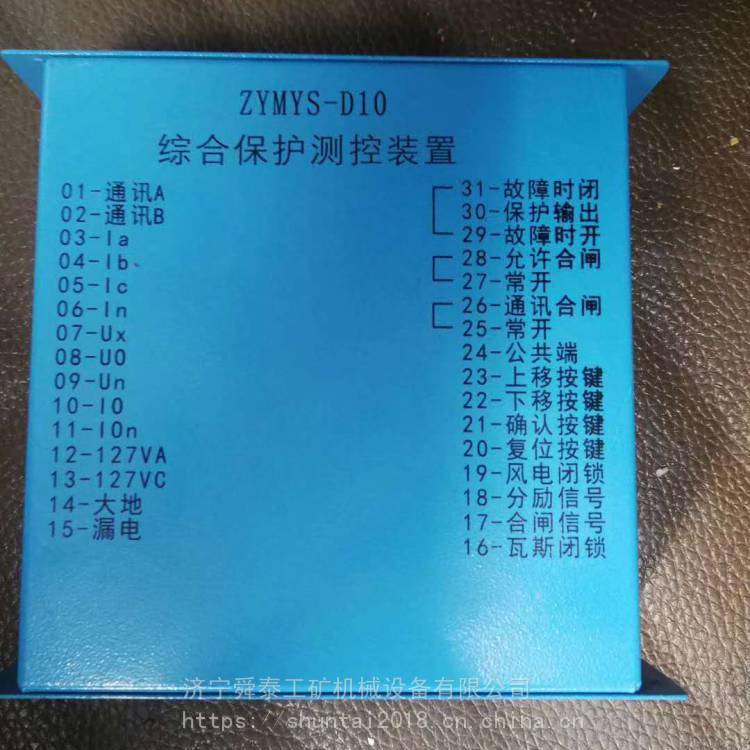 ZYMYS-D10
综合保护测控装置
01-通讯A
02-通讯B
03-Ia
04-Ib
05-Ic
06-In
07-Ux
08-U0
09-Un
10-I0
11-I0n
12-127VA
13-127VC
14-大地
15-漏电
31-故障时闭
30-保护输出
29-故障时开
28-允许合闸
27-常开
26-通讯合闸
25-常开
24-公共端
23-上移按键
22-下移按键
21-确认按键
20-复位按键
19-风电闭锁
18-分励信号
17-合闸信号
16-瓦斯闭锁
济宁舜泰工矿机械设备有限公司
https://shuntai2018.cn.china.cn